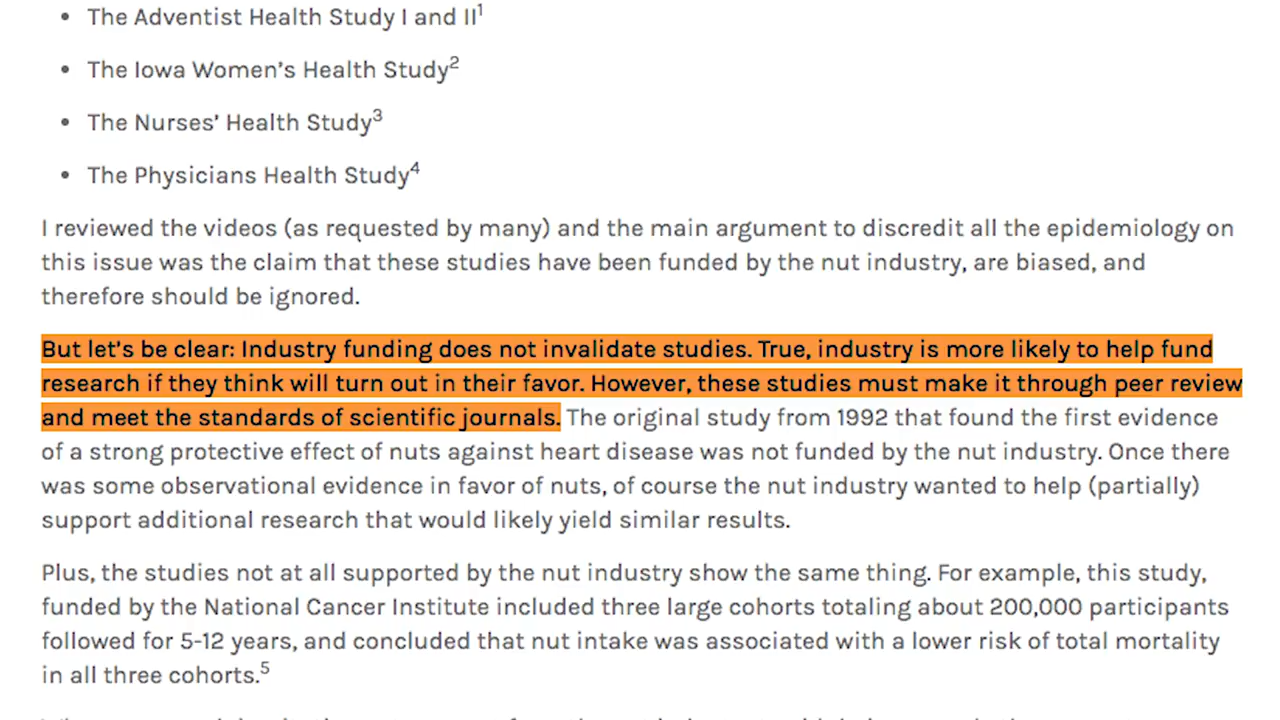 • The Adventist Health Study I and II¹
• The Iowa Women's Health Study²
• The Nurses' Health Study³
• The Physicians Health Study⁴
I reviewed the videos (as requested by many) and the main argument to discredit all the epidemiology on
this issue was the claim that these studies have been funded by the nut industry, are biased, and
therefore should be ignored.
But let's be clear: Industry funding does not invalidate studies. True, industry is more likely to help fund
research if they think will turn out in their favor. However, these studies must make it through peer review
and meet the standards of scientific journals. The original study from 1992 that found the first evidence
of a strong protective effect of nuts against heart disease was not funded by the nut industry. Once there
was some observational evidence in favor of nuts, of course the nut industry wanted to help (partially)
support additional research that would likely yield similar results.
Plus, the studies not at all supported by the nut industry show the same thing. For example, this study,
funded by the National Cancer Institute included three large cohorts totaling about 200,000 participants
followed for 5-12 years, and concluded that nut intake was associated with a lower risk of total mortality
in all three cohorts.⁵